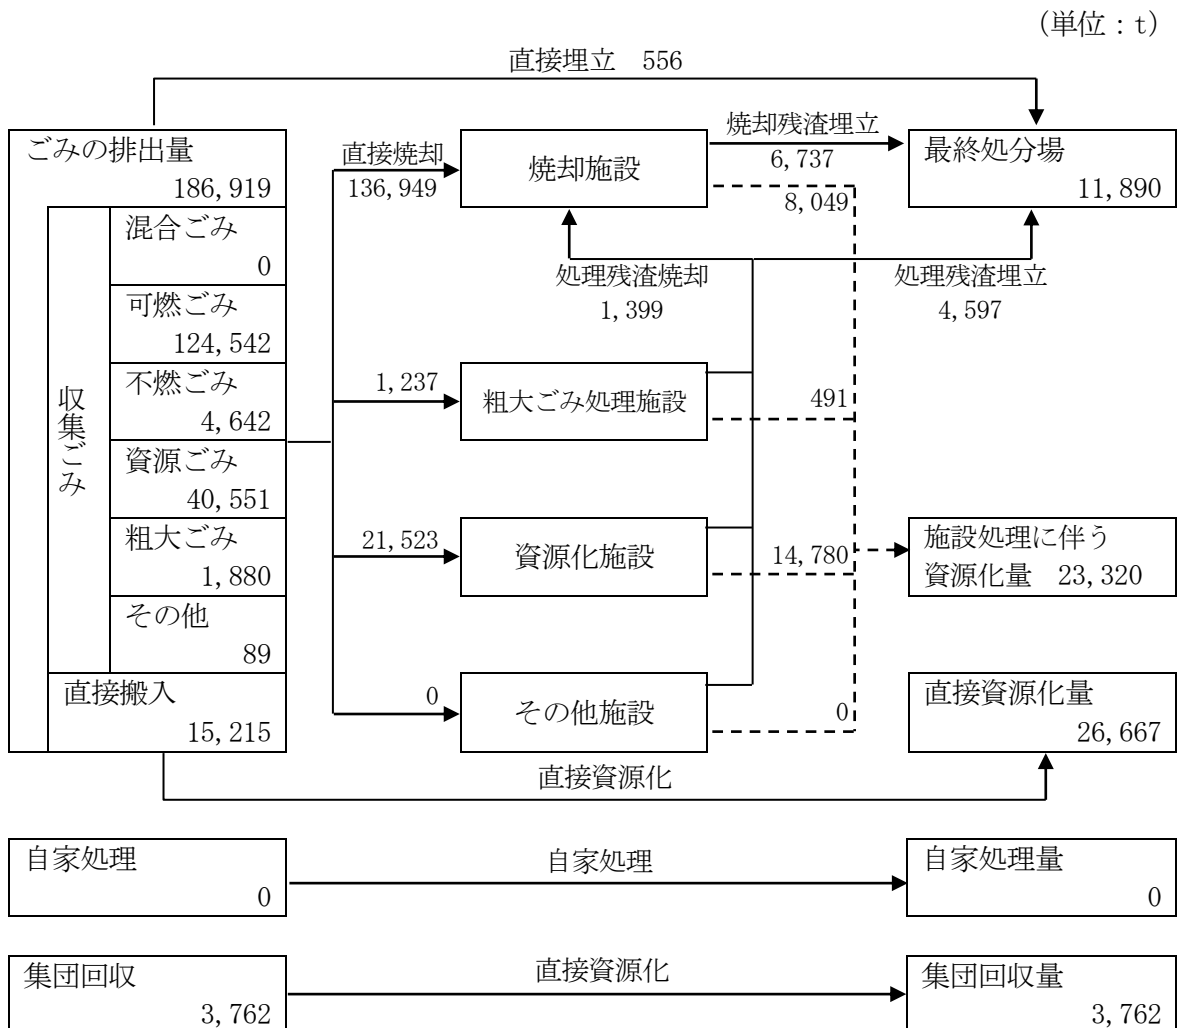 （単位：t）
直接埋立　556
ごみの排出量
186,919
収集ごみ
混合ごみ
0
可燃ごみ
124,542
不燃ごみ
4,642
資源ごみ
40,551
粗大ごみ
1,880
その他
89
直接搬入
15,215
直接焼却
136,949
焼却施設
焼却残渣埋立
6,737
8,049
最終処分場
11,890
処理残渣焼却
1,399
処理残渣埋立
4,597
1,237
粗大ごみ処理施設
491
21,523
資源化施設
14,780
施設処理に伴う
資源化量　23,320
0
その他施設
0
直接資源化量
26,667
直接資源化
自家処理
0
自家処理
自家処理量
0
集団回収
3,762
直接資源化
集団回収量
3,762